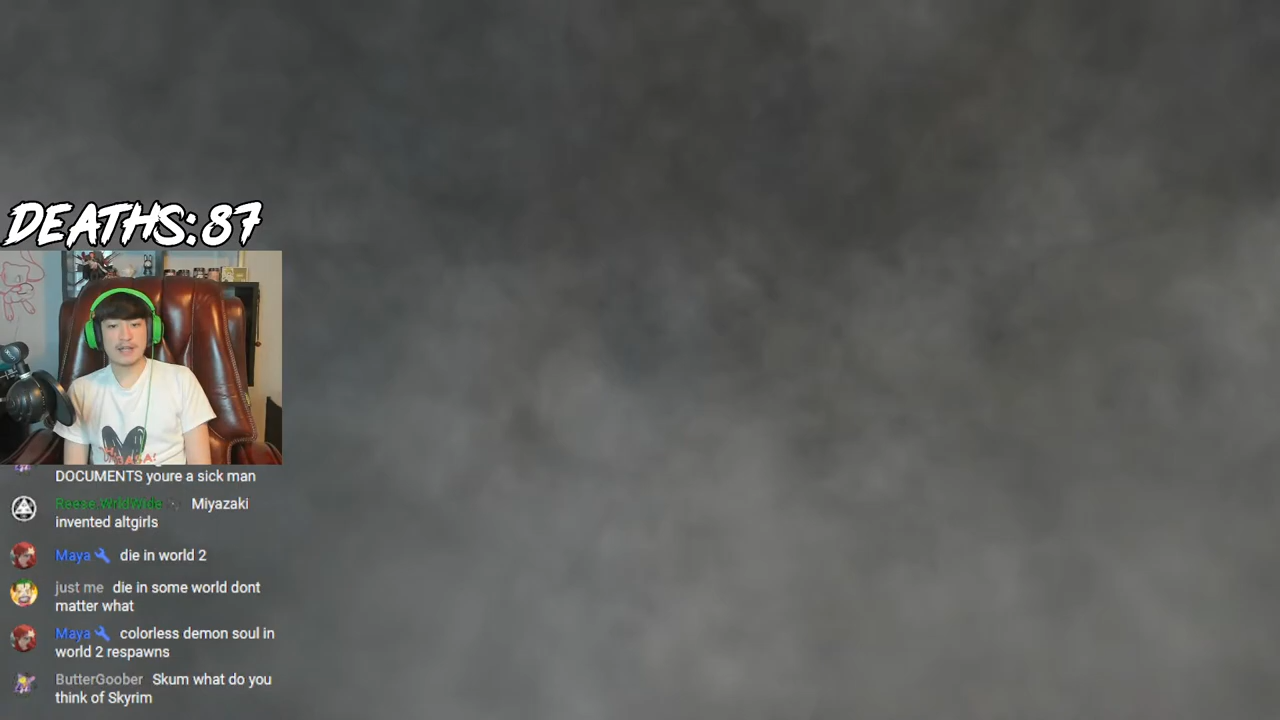 DEATHS:87
DOCUMENTS youre a sick man
Reese WrldWide Miyazaki
invented altgirls
Maya die in world 2
just me die in some world dont
matter what
Maya colorless demon soul in
world 2 respawns
ButterGoober Skum what do you
think of Skyrim